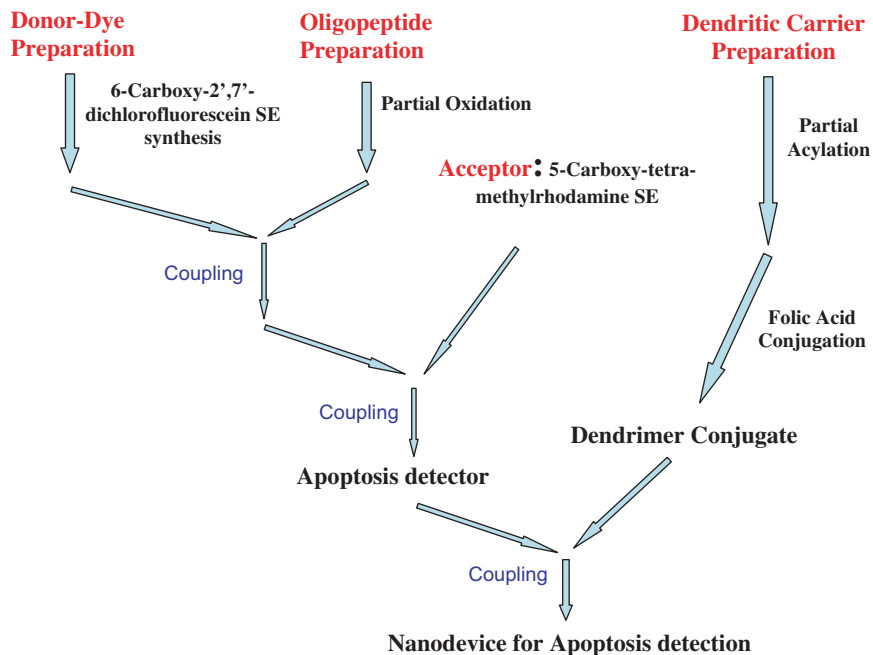 Donor-Dye
Preparation
Oligopeptide
Preparation
Dendritic Carrier
Preparation
6-Carboxy-2',7'-
dichlorofluorescein SE
synthesis
Partial Oxidation
Partial
Acylation
Acceptor: 5-Carboxy-tetra-
methylrhodamine SE
Coupling
Folic Acid
Conjugation
Coupling
Dendrimer Conjugate
Apoptosis detector
Coupling
Nanodevice for Apoptosis detection